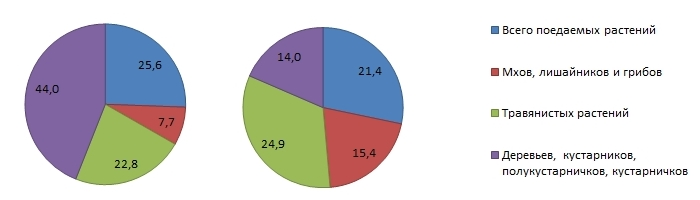 25,6
7,7
22,8
44,0
21,4
15,4
24,9
14,0
Всего поедаемых растений
Мхов, лишайников и грибов
Травянистых растений
Деревьев, кустарников,
полукустарничков, кустарничков